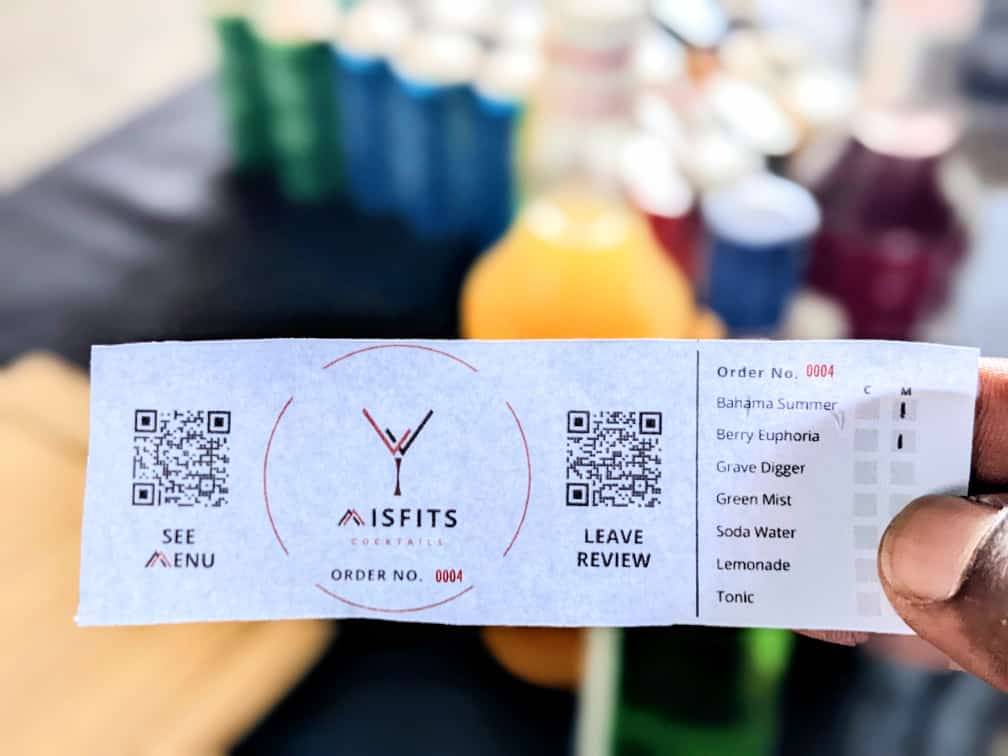 SEE
MENU
MISFITS
COCKTAILS
ORDER NO. 0004
LEAVE
REVIEW
Order No. 0004
C M
Bahama Summer
Berry Euphoria
Grave Digger
Green Mist
Soda Water
Lemonade
Tonic